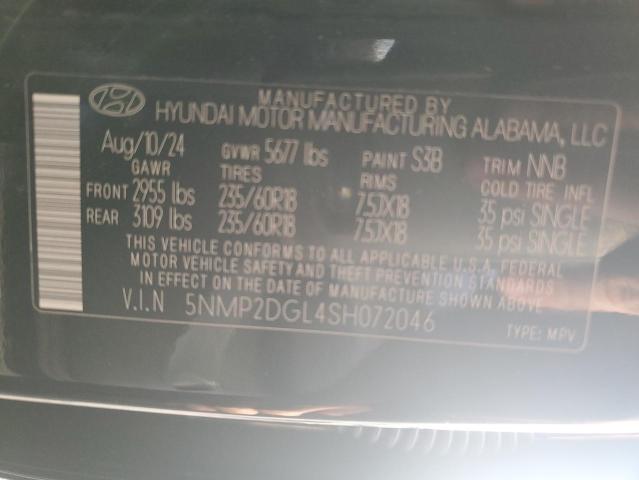 MANUFACTURED BY
HYUNDAI MOTOR MANUFACTURING ALABAMA, LLC
Aug/10/24 GVWR 5677 lbs PAINT S3B TRIM NNB
GAWR TIRES RIMS COLD TIRE INFL
FRONT 2955 lbs 235/60R18 7.5JX18 35 psi SINGLE
REAR 3109 lbs 235/60R18 7.5JX18 35 psi SINGLE
THIS VEHICLE CONFORMS TO ALL APPLICABLE U.S.A. FEDERAL
MOTOR VEHICLE SAFETY AND THEFT PREVENTION STANDARDS
IN EFFECT ON THE DATE OF MANUFACTURE SHOWN ABOVE
V.I.N 5NMP2DGL4SH072046
TYPE: MPV